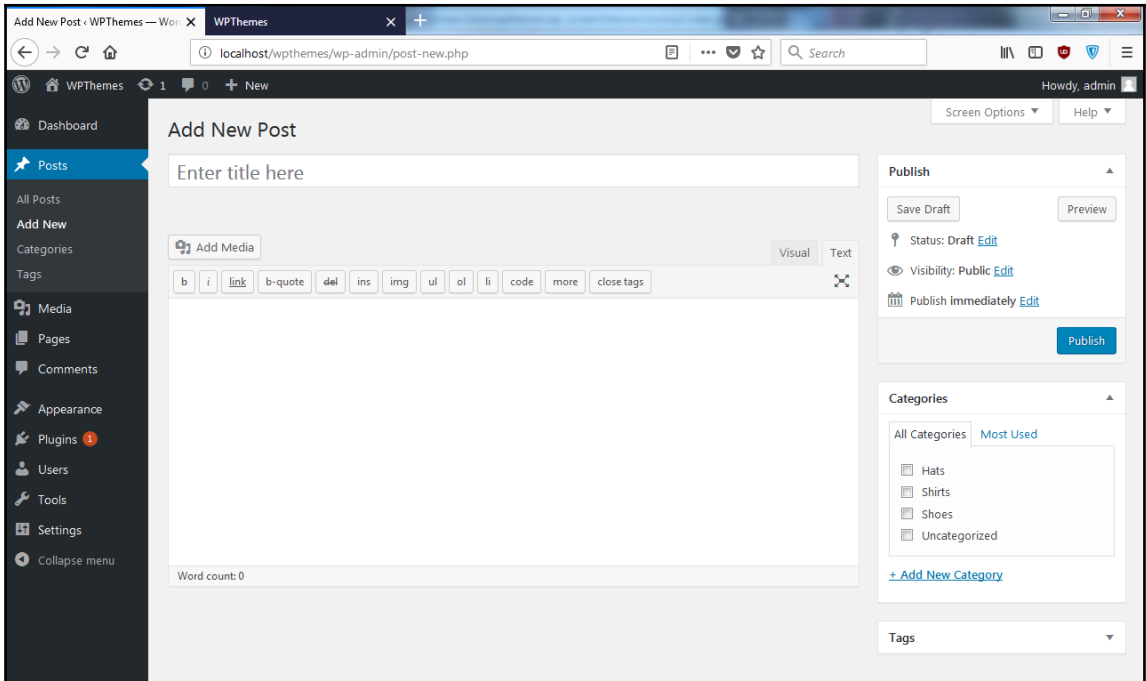 Add New Post ‹ WPThemes — Wor
WPThemes
localhost/wpthemes/wp-admin/post-new.php
Search
WPThemes 1 0 + New
Howdy, admin
Screen Options
Help
Dashboard
Posts
All Posts
Add New
Categories
Tags
Media
Pages
Comments
Appearance
Plugins 1
Users
Tools
Settings
Collapse menu
Add New Post
Enter title here
Add Media
Visual Text
b i link b-quote del ins img ul ol li code more close tags
Word count: 0
Publish
Save Draft Preview
Status: Draft Edit
Visibility: Public Edit
Publish immediately Edit
Publish
Categories
All Categories Most Used
Hats
Shirts
Shoes
Uncategorized
+ Add New Category
Tags